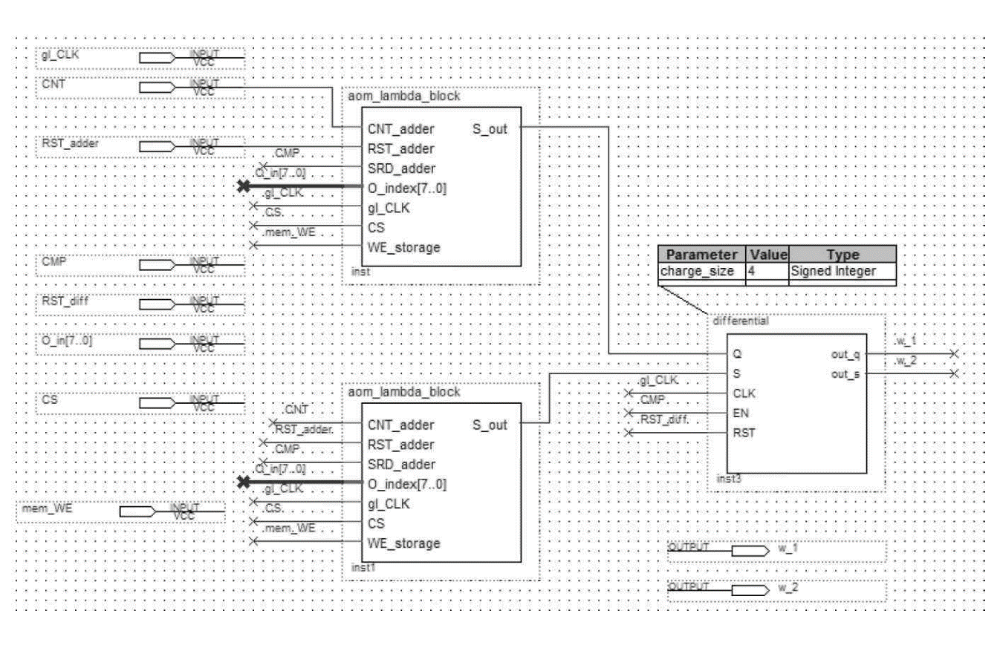 gl_CLK INPUT VCC
CNT INPUT VCC
RST_adder INPUT VCC
CMP INPUT VCC
RST_diff INPUT VCC
O_in[7..0] INPUT VCC
CS INPUT VCC
mem_WE INPUT VCC
aom_lambda_block
CNT_adder S_out
RST_adder
CMP
SRD_adder
O_in[7..0]
O_index[7..0]
gl_CLK
gl_CLK
CS
CS
mem_WE
WE_storage
inst
Parameter Value Type
charge_size 4 Signed Integer
differential
Q out_q w_1
S out_s w_2
gl_CLK
CLK
CMP
EN
RST_diff
RST
inst3
aom_lambda_block
CNT
CNT_adder S_out
RST_adder
RST_adder
CMP
SRD_adder
O_in[7..0]
O_index[7..0]
gl_CLK
gl_CLK
CS
CS
mem_WE
WE_storage
inst1
OUTPUT w_1
OUTPUT w_2